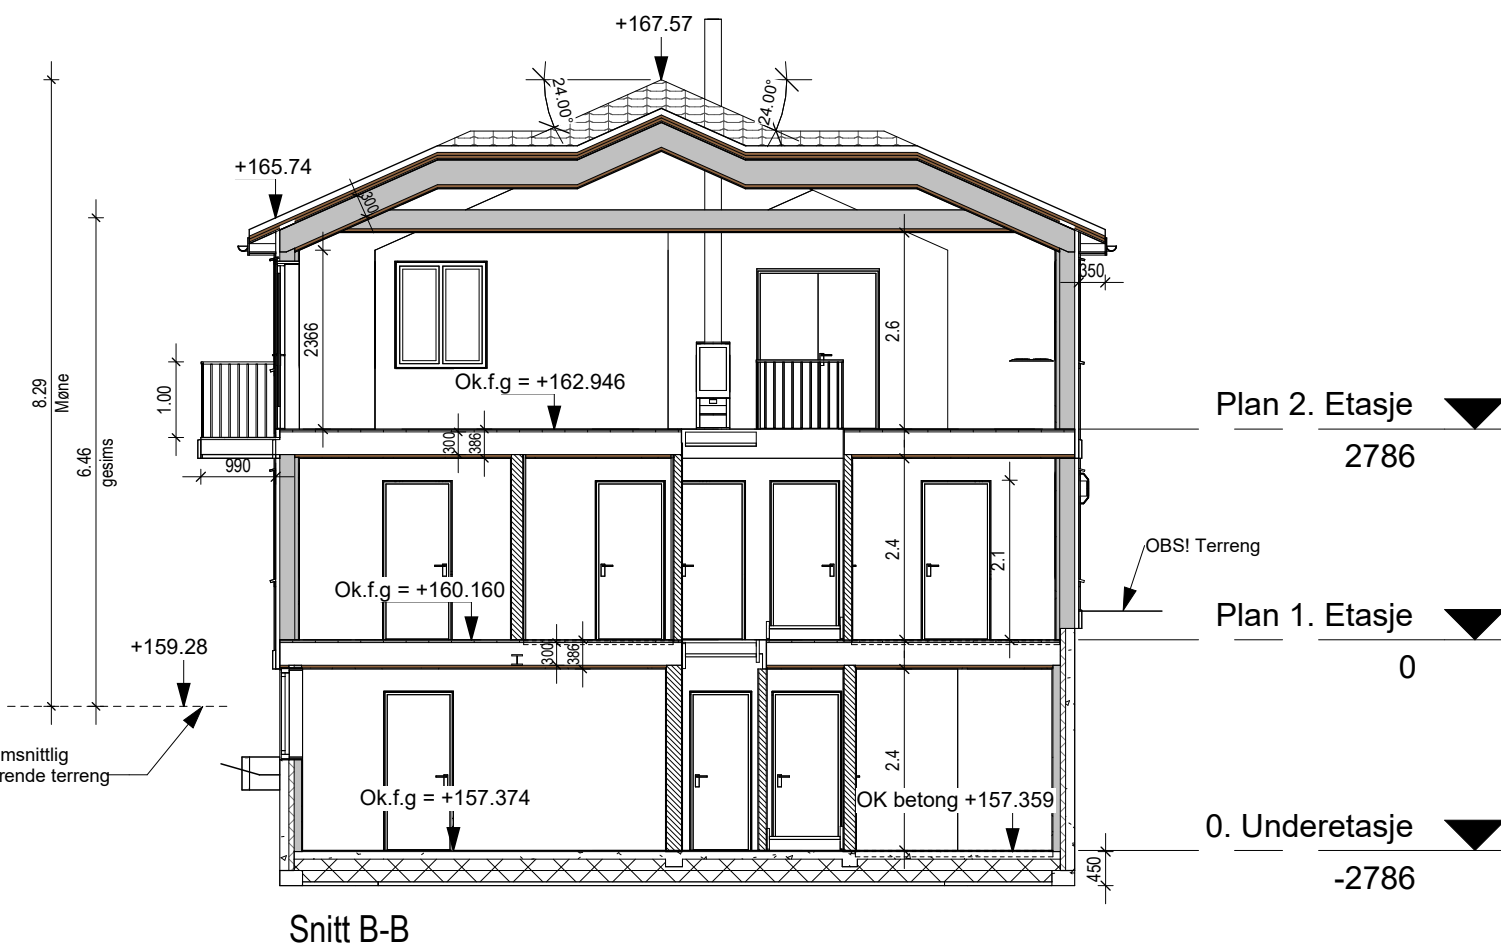 +167.57
24.00°
24.00°
+165.74
300
350
2366
2.6
8.29
Møne
1.00
6.46
gesims
Ok.f.g = +162.946
300
386
990
Plan 2. Etasje
2786
2.4
2.1
OBS! Terreng
Ok.f.g = +160.160
Plan 1. Etasje
0
+159.28
H
300
386
msnittlig
rende terreng
2.4
Ok.f.g = +157.374
OK betong +157.359
0. Underetasje
-2786
450
Snitt B-B